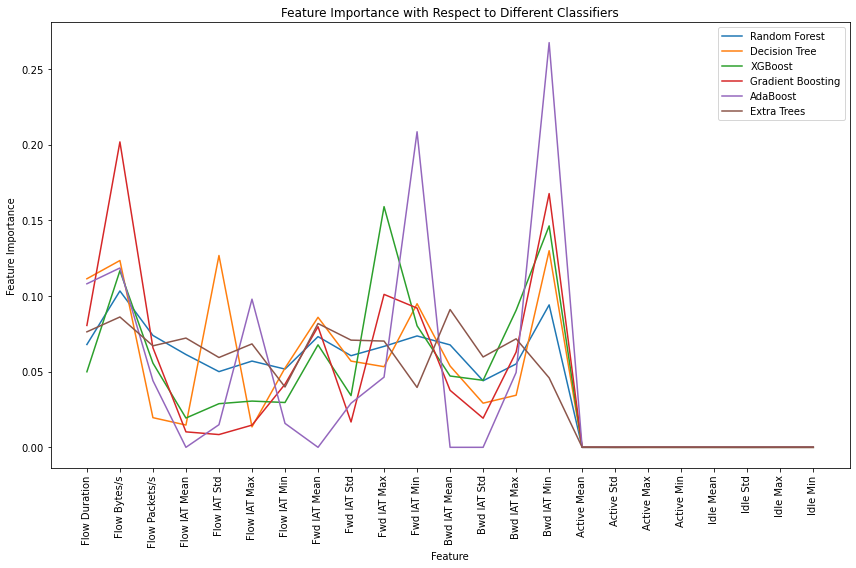 Feature Importance with Respect to Different Classifiers
Random Forest
Decision Tree
XGBoost
Gradient Boosting
AdaBoost
Extra Trees
Feature Importance
0.25
0.20
0.15
0.10
0.05
0.00
Flow Duration
Flow Bytes/s
Flow Packets/s
Flow IAT Mean
Flow IAT Std
Flow IAT Max
Flow IAT Min
Fwd IAT Mean
Fwd IAT Std
Fwd IAT Max
Fwd IAT Min
Bwd IAT Mean
Bwd IAT Std
Bwd IAT Max
Bwd IAT Min
Active Mean
Active Std
Active Max
Active Min
Idle Mean
Idle Std
Idle Max
Idle Min
Feature